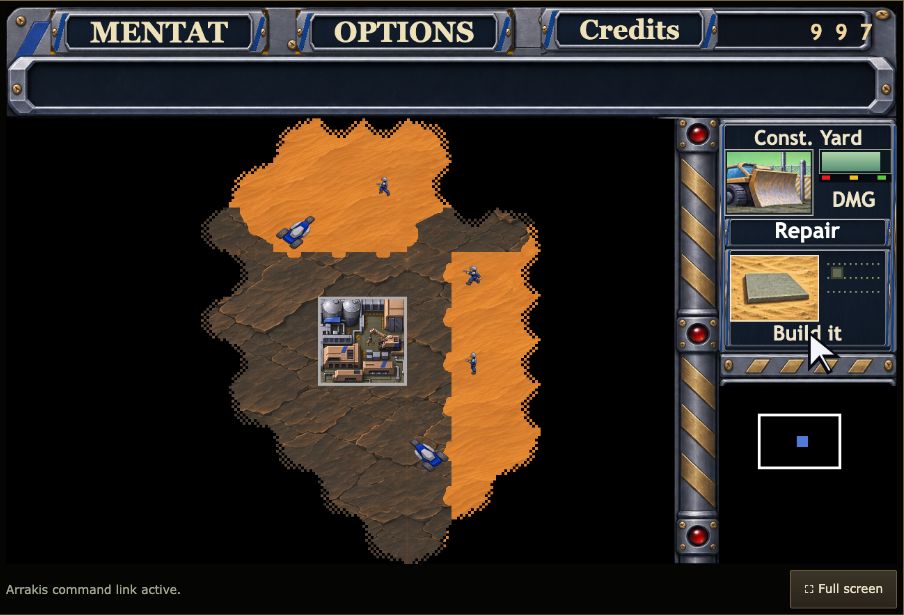 MENTAT
OPTIONS
Credits
997
Const. Yard
DMG
Repair
Build it
Arrakis command link active.
Full screen